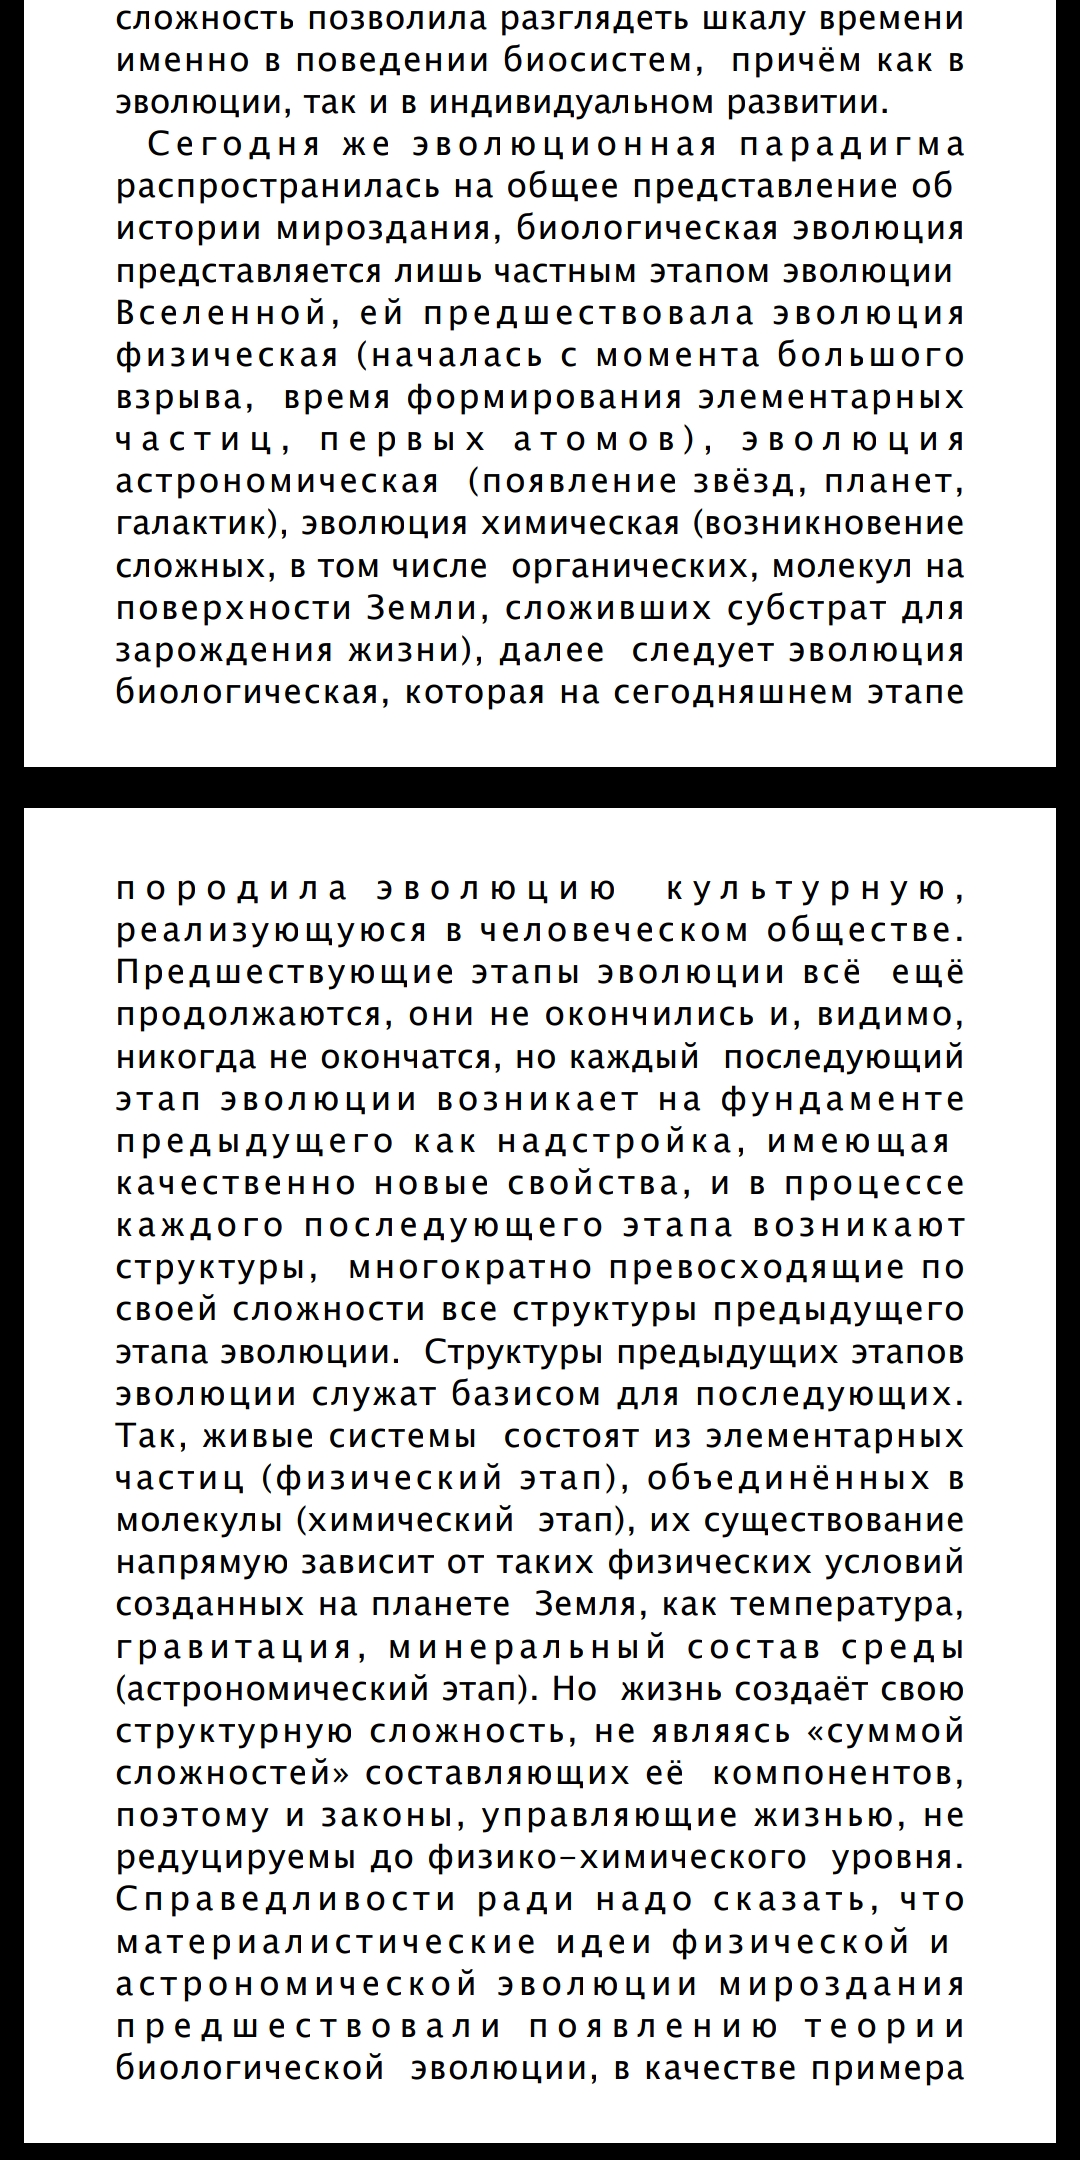 сложность позволила разглядеть шкалу времени
именно в поведении биосистем, причём как в
эволюции, так и в индивидуальном развитии.
Сегодня же эволюционная парадигма
распространилась на общее представление об
истории мироздания, биологическая эволюция
представляется лишь частным этапом эволюции
Вселенной, ей предшествовала эволюция
физическая (началась с момента большого
взрыва, время формирования элементарных
частиц, первых атомов), эволюция
астрономическая (появление звёзд, планет,
галактик), эволюция химическая (возникновение
сложных, в том числе органических, молекул на
поверхности Земли, сложивших субстрат для
зарождения жизни), далее следует эволюция
биологическая, которая на сегодняшнем этапе
породила эволюцию культурную,
реализующуюся в человеческом обществе.
Предшествующие этапы эволюции всё ещё
продолжаются, они не окончились и, видимо,
никогда не окончатся, но каждый последующий
этап эволюции возникает на фундаменте
предыдущего как надстройка, имеющая
качественно новые свойства, и в процессе
каждого последующего этапа возникают
структуры, многократно превосходящие по
своей сложности все структуры предыдущего
этапа эволюции. Структуры предыдущих этапов
эволюции служат базисом для последующих.
Так, живые системы состоят из элементарных
частиц (физический этап), объединённых в
молекулы (химический этап), их существование
напрямую зависит от таких физических условий
созданных на планете Земля, как температура,
гравитация, минеральный состав среды
(астрономический этап). Но жизнь создаёт свою
структурную сложность, не являясь «суммой
сложностей» составляющих её компонентов,
поэтому и законы, управляющие жизнью, не
редуцируемы до физико-химического уровня.
Справедливости ради надо сказать, что
материалистические идеи физической и
астрономической эволюции мироздания
предшествовали появлению теории
биологической эволюции, в качестве примера